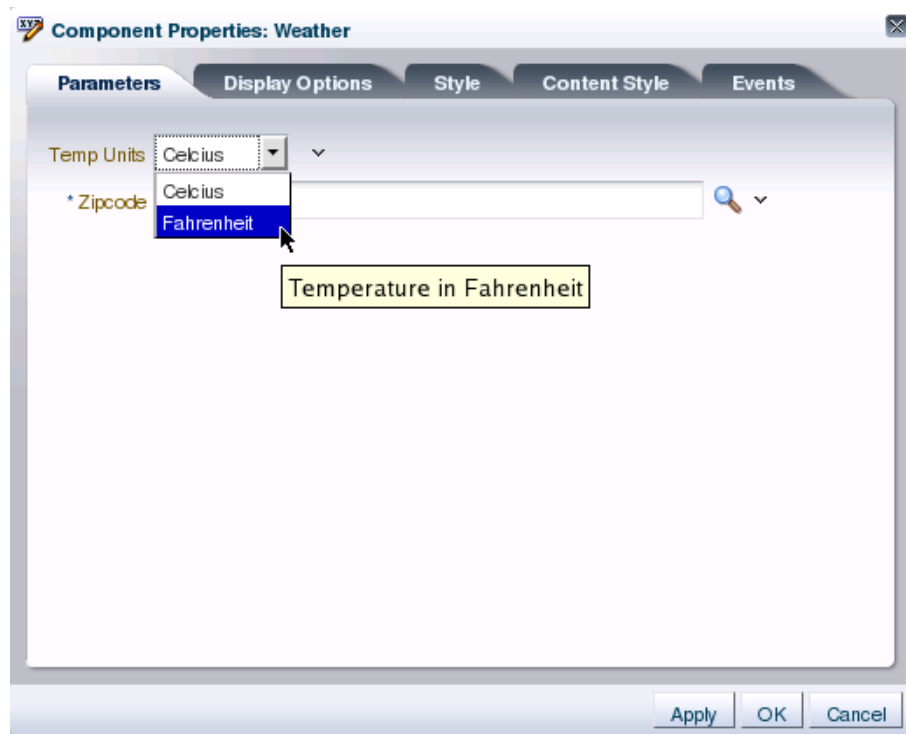 Component Properties: Weather
Parameters Display Options Style Content Style Events
Temp Units Celcius
Celcius
* Zipcode
Fahrenheit
Temperature in Fahrenheit
Apply OK Cancel